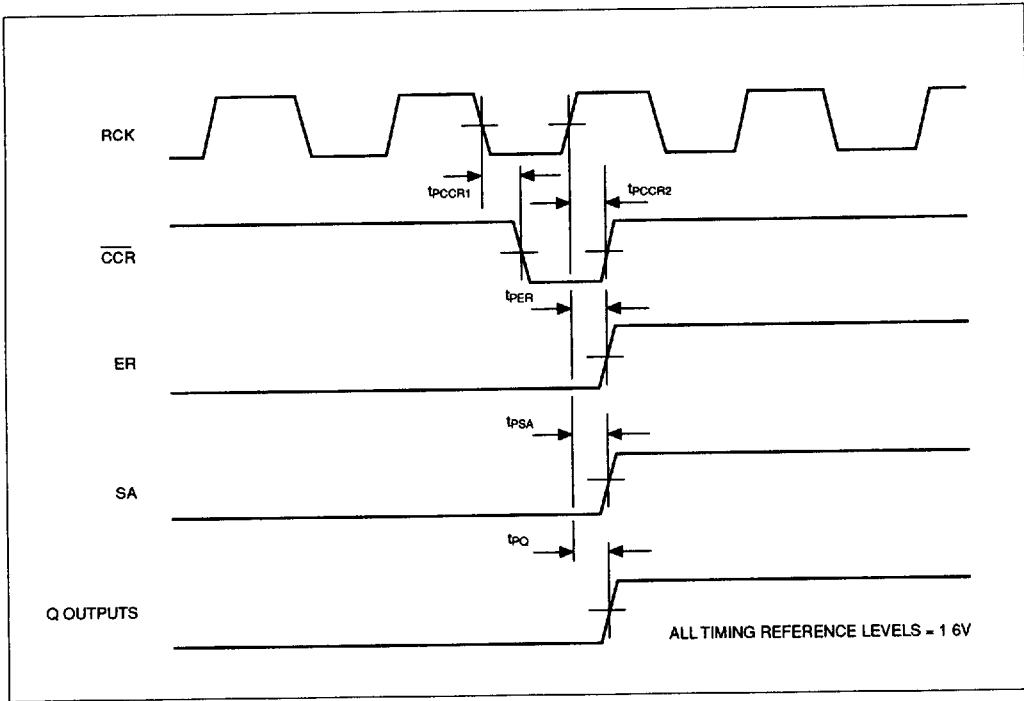 RCK
tPCCR1
tPCCR2
CCR
tPER
ER
tPSA
SA
tPQ
Q OUTPUTS
ALL TIMING REFERENCE LEVELS = 1 6V